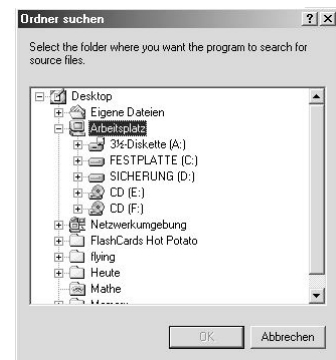 Ordner suchen
Select the folder where you want the program to search for
source files.
Desktop
Eigene Dateien
Arbeitsplatz
3½-Diskette (A:)
FESTPLATTE (C:)
SICHERUNG (D:)
CD (E:)
CD (F:)
Netzwerkumgebung
FlashCards Hot Potato
flying
Heute
Mathe
OK Abbrechen